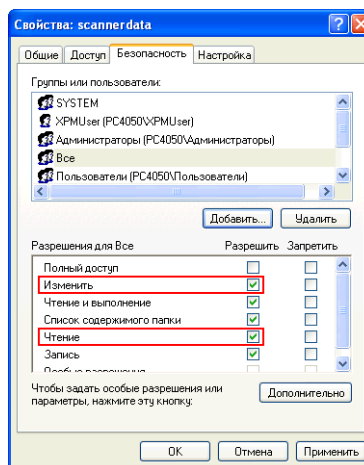 Свойства: scannerdata
Общие Доступ Безопасность Настройка
Группы или пользователи:
SYSTEM
XPMUser (PC4050\XPMUser)
Администраторы (PC4050\Администраторы)
Все
Пользователи (PC4050\Пользователи)
Добавить... Удалить
Разрешения для Все Разрешить Запретить
Полный доступ
Изменить
Чтение и выполнение
Список содержимого папки
Чтение
Запись
Особые разрешения
Чтобы задать особые разрешения или
параметры, нажмите эту кнопку:
Дополнительно
OK Отмена Применить